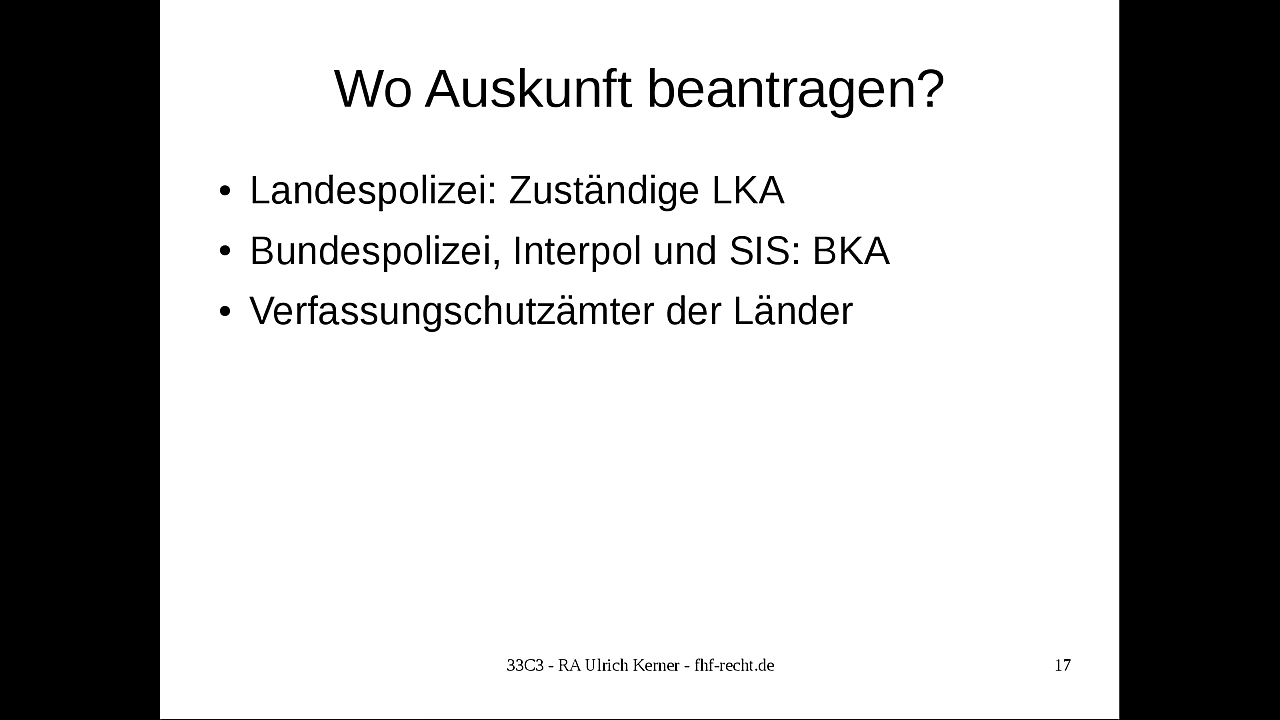 Wo Auskunft beantragen?
• Landespolizei: Zuständige LKA
• Bundespolizei, Interpol und SIS: BKA
• Verfassungschutzämter der Länder
33C3 - RA Ulrich Kerner - fhf-recht.de
17